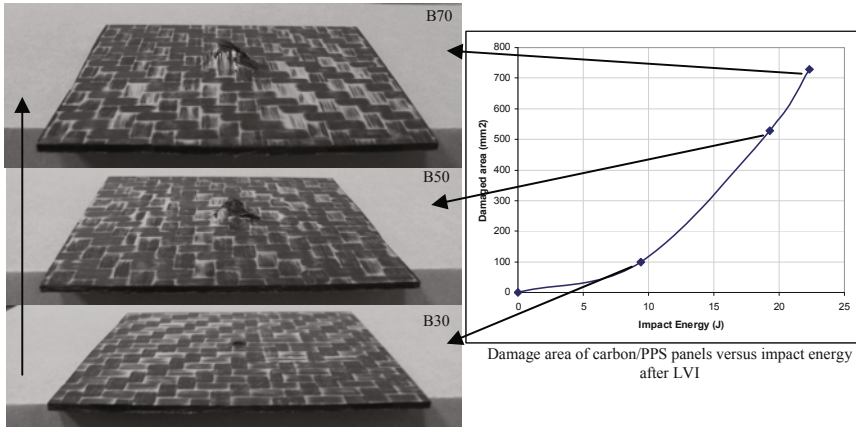 B70
B50
B30
800
700
600
500
400
300
200
100
0
Damaged area (mm2)
0 5 10 15 20 25
Impact Energy (J)
Damage area of carbon/PPS panels versus impact energy
after LVI